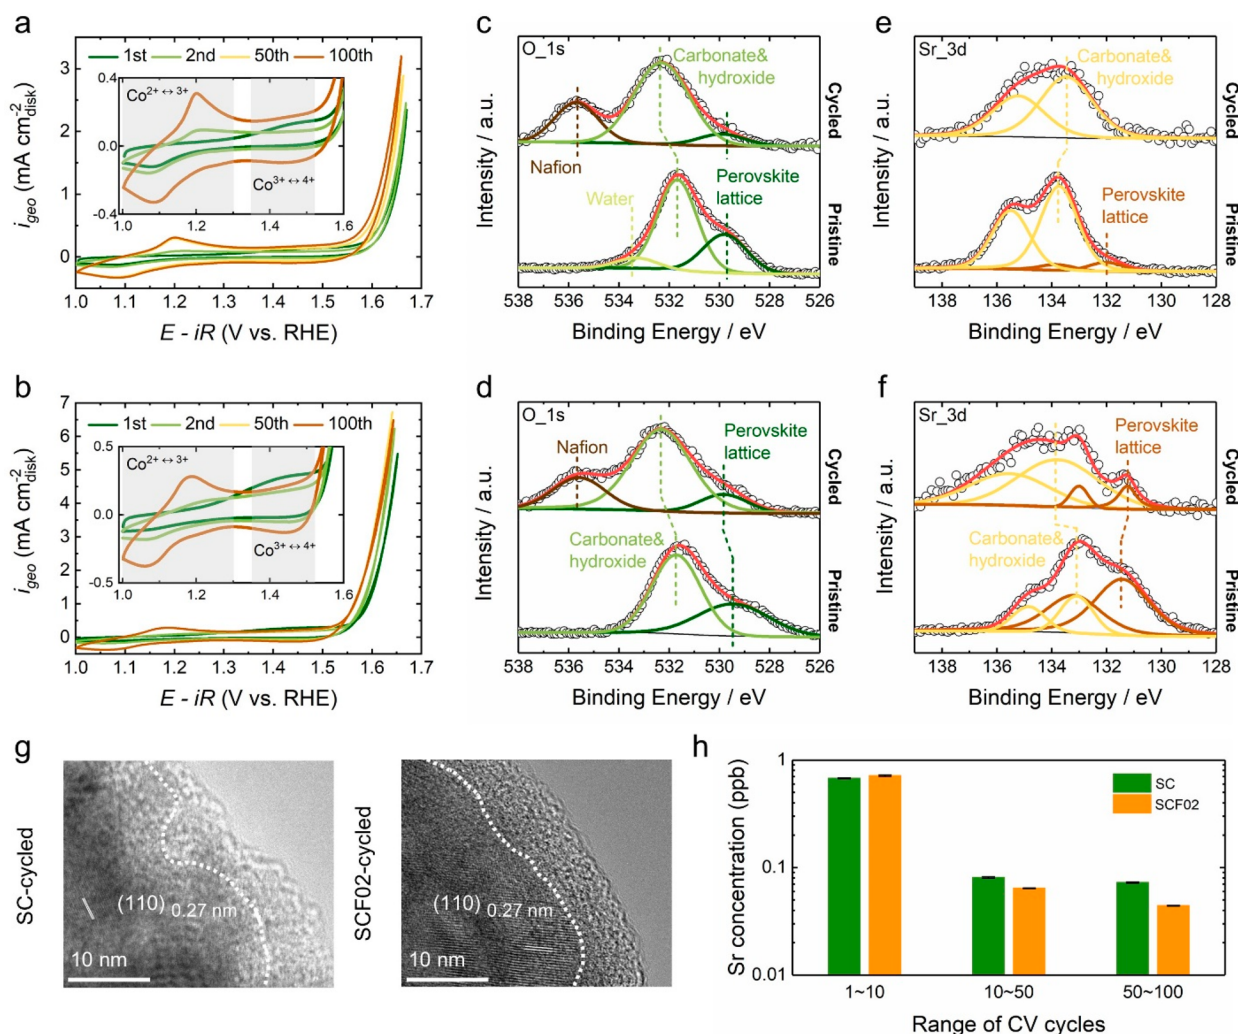 a
1st 2nd 50th 100th
i_geo (mA cm⁻²_disk)
3
2
1
0
0.4
0.0
-0.4
Co²⁺↔³⁺
Co³⁺↔⁴⁺
1.0 1.2 1.4 1.6
1.0 1.1 1.2 1.3 1.4 1.5 1.6 1.7
E - iR (V vs. RHE)
b
1st 2nd 50th 100th
i_geo (mA cm⁻²_disk)
7
6
5
4
3
2
1
0
0.5
0.0
-0.5
Co²⁺↔³⁺
Co³⁺↔⁴⁺
1.0 1.2 1.4 1.6
1.0 1.1 1.2 1.3 1.4 1.5 1.6 1.7
E - iR (V vs. RHE)
c
O_1s
Carbonate&
hydroxide
Nafion
Water
Perovskite
lattice
Cycled
Pristine
Intensity / a.u.
538 536 534 532 530 528 526
Binding Energy / eV
d
O_1s
Nafion
Perovskite
lattice
Carbonate&
hydroxide
Cycled
Pristine
Intensity / a.u.
538 536 534 532 530 528 526
Binding Energy / eV
e
Sr_3d
Carbonate&
hydroxide
Perovskite
lattice
Cycled
Pristine
Intensity / a.u.
138 136 134 132 130 128
Binding Energy / eV
f
Sr_3d
Perovskite
lattice
Carbonate&
hydroxide
Cycled
Pristine
Intensity / a.u.
138 136 134 132 130 128
Binding Energy / eV
g
SC-cycled
(110) 0.27 nm
10 nm
SCF02-cycled
(110) 0.27 nm
10 nm
h
SC
SCF02
Sr concentration (ppb)
1
0.1
0.01
1~10 10~50 50~100
Range of CV cycles